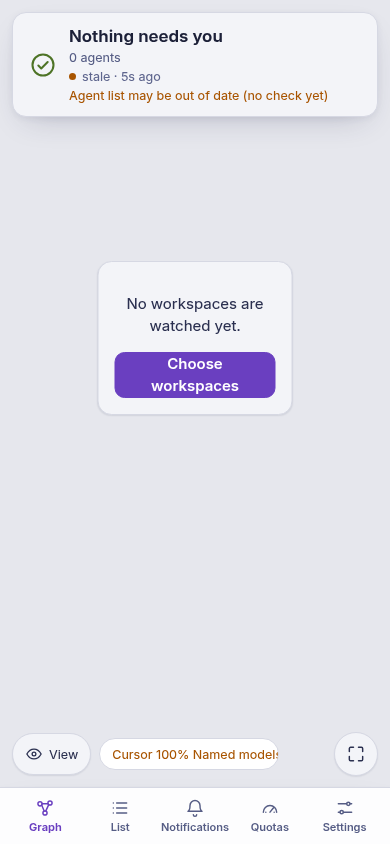 Nothing needs you
0 agents
stale · 5s ago
Agent list may be out of date (no check yet)
No workspaces are
watched yet.
Choose
workspaces
View
Cursor 100% Named models
Graph
List
Notifications
Quotas
Settings